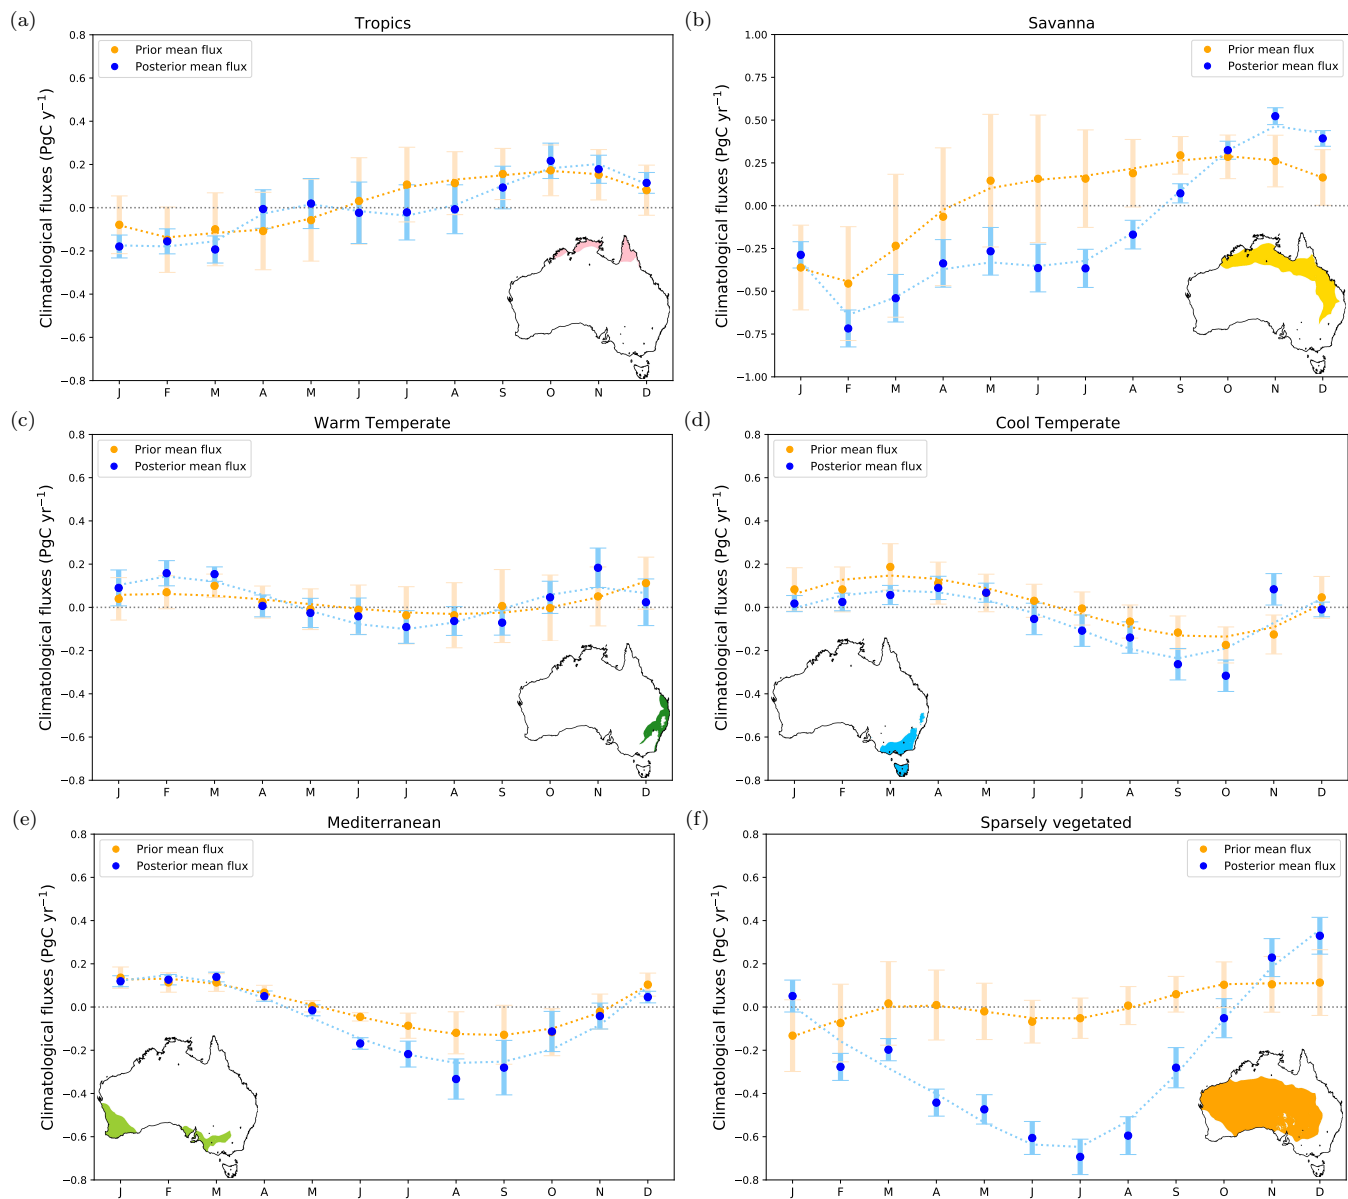 (a)
Tropics
Prior mean flux
Posterior mean flux
Climatological fluxes (PgC y⁻¹)
0.8
0.6
0.4
0.2
0.0
−0.2
−0.4
−0.6
−0.8
J F M A M J J A S O N D
(b)
Savanna
Prior mean flux
Posterior mean flux
Climatological fluxes (PgC yr⁻¹)
1.00
0.75
0.50
0.25
0.00
−0.25
−0.50
−0.75
−1.00
J F M A M J J A S O N D
(c)
Warm Temperate
Prior mean flux
Posterior mean flux
Climatological fluxes (PgC yr⁻¹)
0.8
0.6
0.4
0.2
0.0
−0.2
−0.4
−0.6
−0.8
J F M A M J J A S O N D
(d)
Cool Temperate
Prior mean flux
Posterior mean flux
Climatological fluxes (PgC yr⁻¹)
0.8
0.6
0.4
0.2
0.0
−0.2
−0.4
−0.6
−0.8
J F M A M J J A S O N D
(e)
Mediterranean
Prior mean flux
Posterior mean flux
Climatological fluxes (PgC yr⁻¹)
0.8
0.6
0.4
0.2
0.0
−0.2
−0.4
−0.6
−0.8
J F M A M J J A S O N D
(f)
Sparsely vegetated
Prior mean flux
Posterior mean flux
Climatological fluxes (PgC yr⁻¹)
0.8
0.6
0.4
0.2
0.0
−0.2
−0.4
−0.6
−0.8
J F M A M J J A S O N D